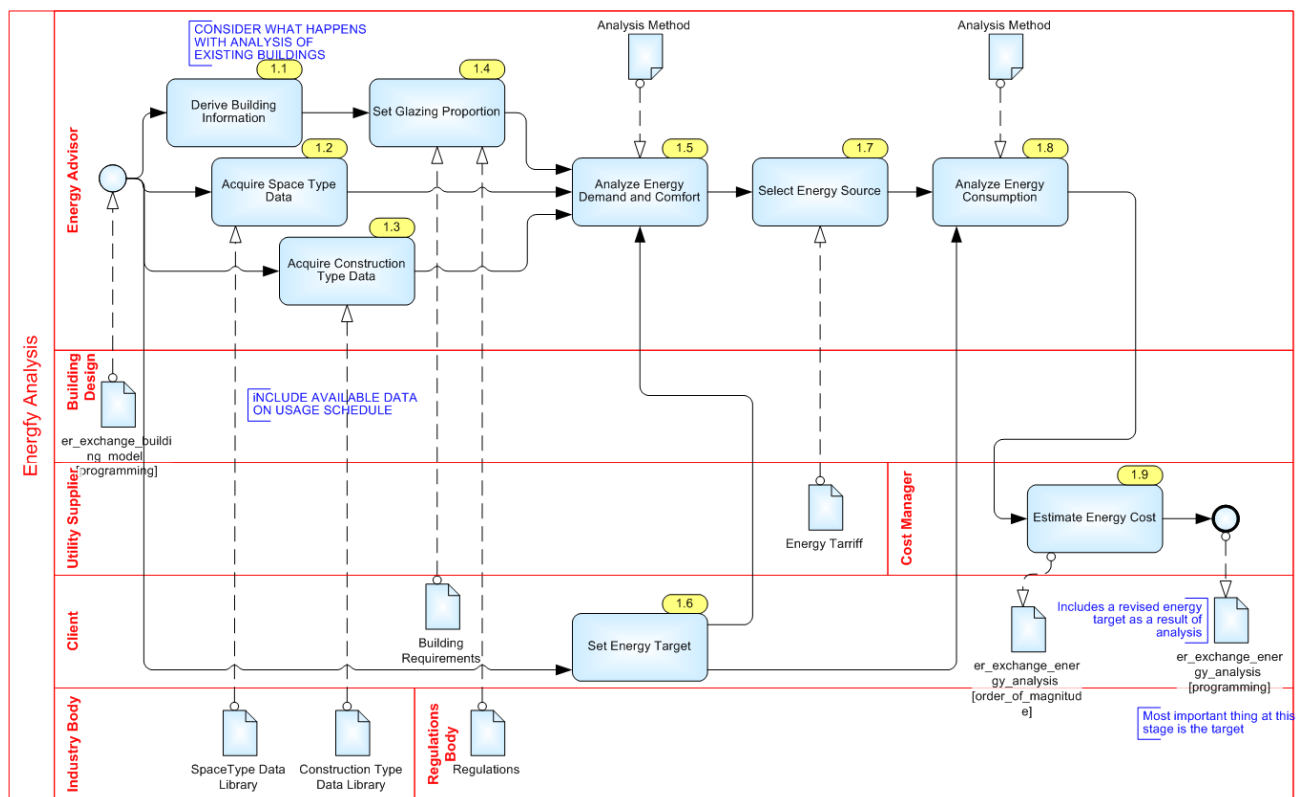 Energfy Analysis
Energy Advisor
CONSIDER WHAT HAPPENS
WITH ANALYSIS OF
EXISTING BUILDINGS
1.1
Derive Building
Information
1.4
Set Glazing Proportion
1.2
Acquire Space Type
Data
1.3
Acquire Construction
Type Data
Analysis Method
1.5
Analyze Energy
Demand and Comfort
1.7
Select Energy Source
Analysis Method
1.8
Analyze Energy
Consumption
Building
Design
er_exchange_buildi
ng_model
[programming]
iNCLUDE AVAILABLE DATA
ON USAGE SCHEDULE
Utility Supplier
Energy Tarriff
Cost Manager
1.9
Estimate Energy Cost
Client
Building
Requirements
1.6
Set Energy Target
er_exchange_ener
gy_analysis
[order_of_magnitud
e]
Includes a revised energy
target as a result of
analysis
er_exchange_ener
gy_analysis
[programming]
Industry Body
SpaceType Data
Library
Construction Type
Data Library
Regulations
Body
Regulations
Most important thing at this
stage is the target